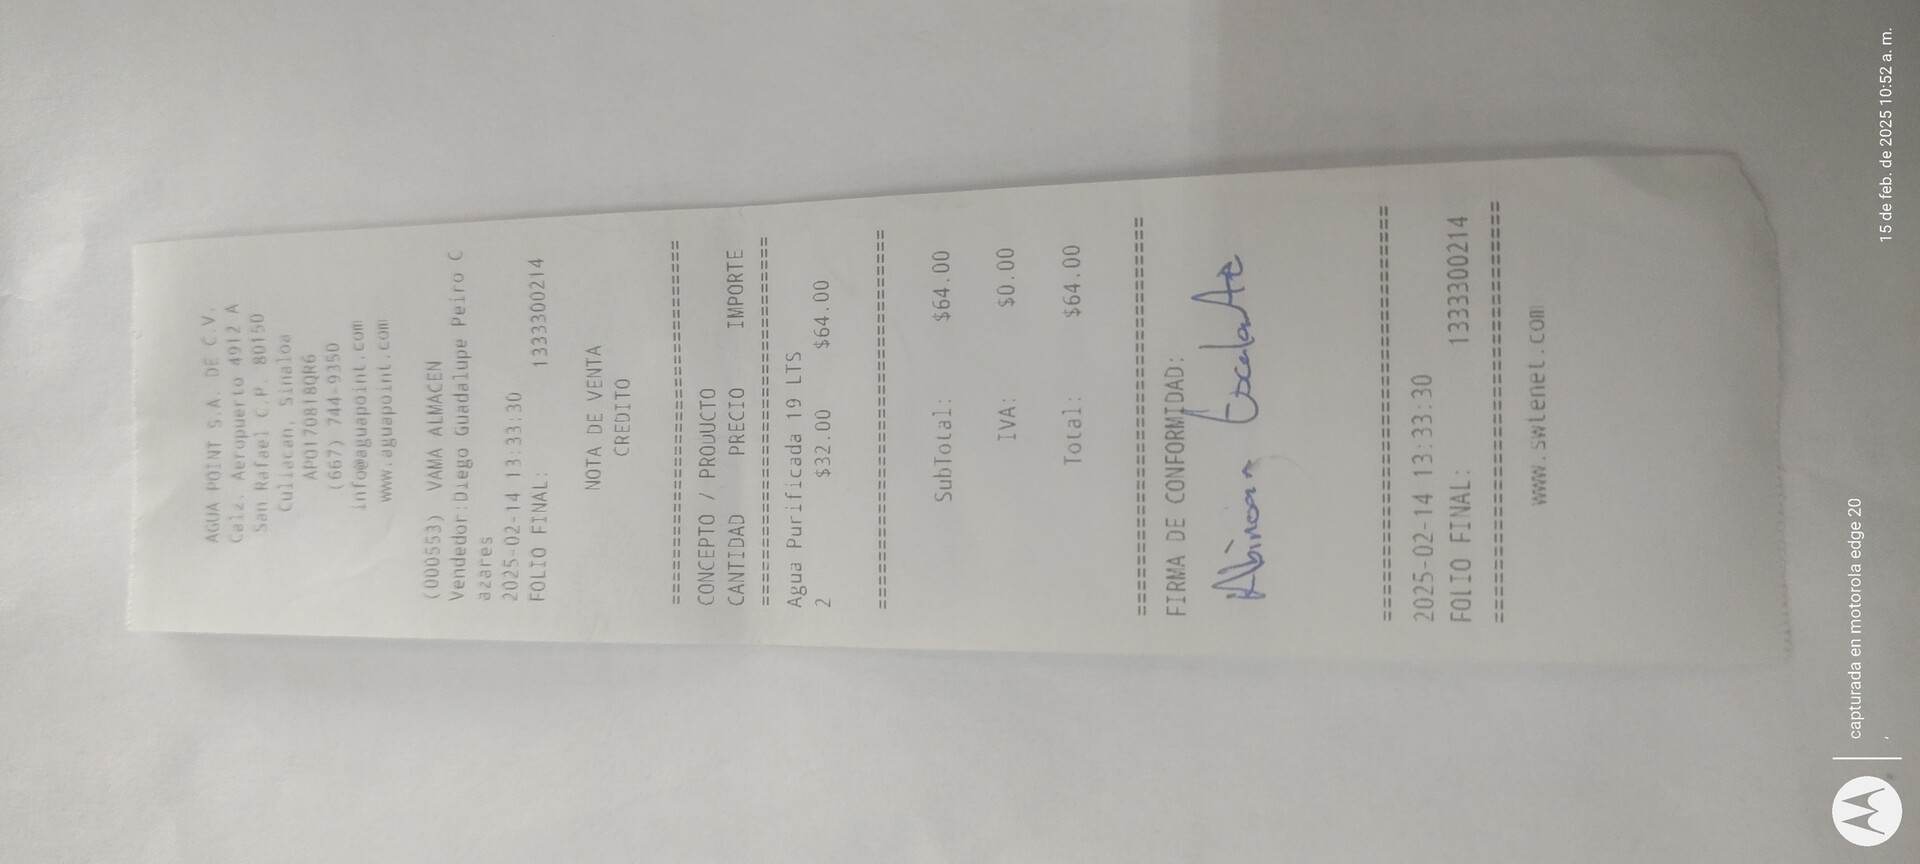 AGUA POINT S.A. DE C.V.
Calz. Aeropuerto 4912 A
San Rafael C.P. 80150
Culiacan, Sinaloa
APO170818QR6
(667) 744-9350
info@aguapoint.com
www.aguapoint.com
(000553) VAMA ALMACEN
Vendedor:Diego Guadalupe Peiro C
azares
2025-02-14 13:33:30
FOLIO FINAL: 1333300214
NOTA DE VENTA
CREDITO
================================
CONCEPTO / PRODUCTO
CANTIDAD PRECIO IMPORTE
================================
Agua Purificada 19 LTS
2 $32.00 $64.00
================================
SubTotal: $64.00
IVA: $0.00
Total: $64.00
================================
FIRMA DE CONFORMIDAD:
Escalante
================================
2025-02-14 13:33:30
FOLIO FINAL: 1333300214
================================
www.swtenet.com
capturada en motorola edge 20
,
15 de feb. de 2025 10:52 a. m.